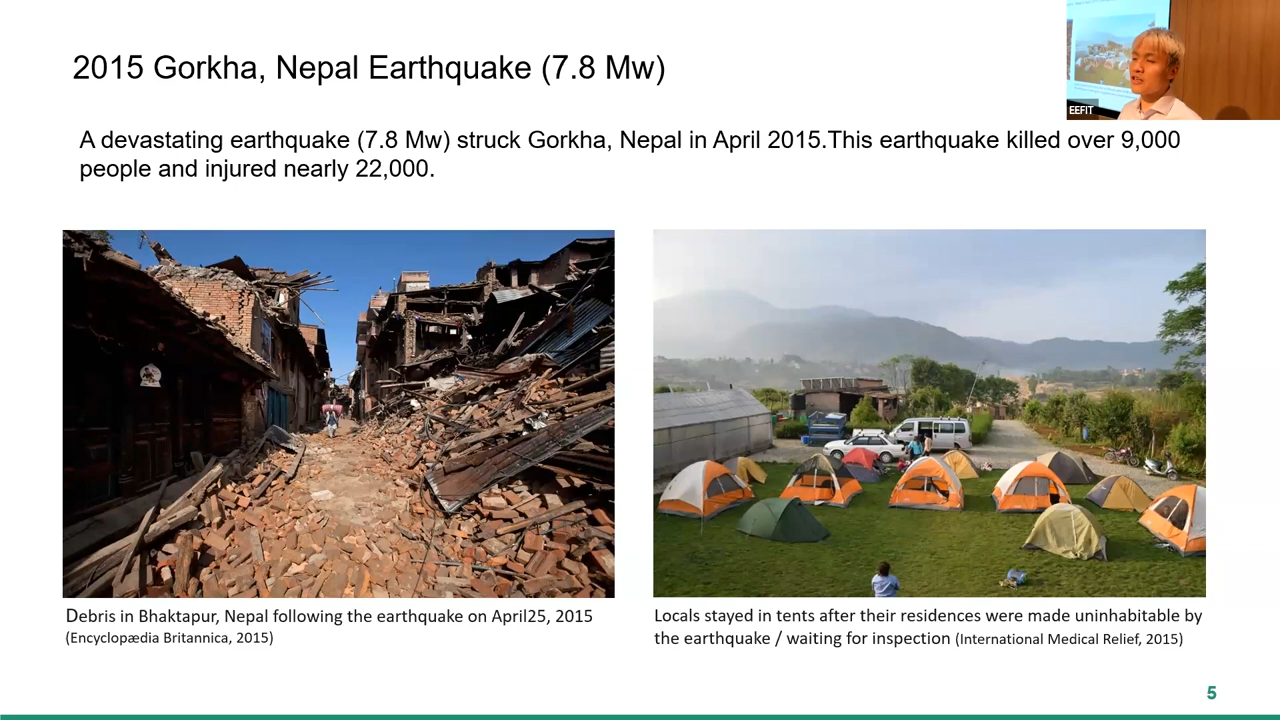 2015 Gorkha, Nepal Earthquake (7.8 Mw)
EEFIT
A devastating earthquake (7.8 Mw) struck Gorkha, Nepal in April 2015.This earthquake killed over 9,000
people and injured nearly 22,000.
Debris in Bhaktapur, Nepal following the earthquake on April25, 2015
(Encyclopædia Britannica, 2015)
Locals stayed in tents after their residences were made uninhabitable by
the earthquake / waiting for inspection (International Medical Relief, 2015)
5